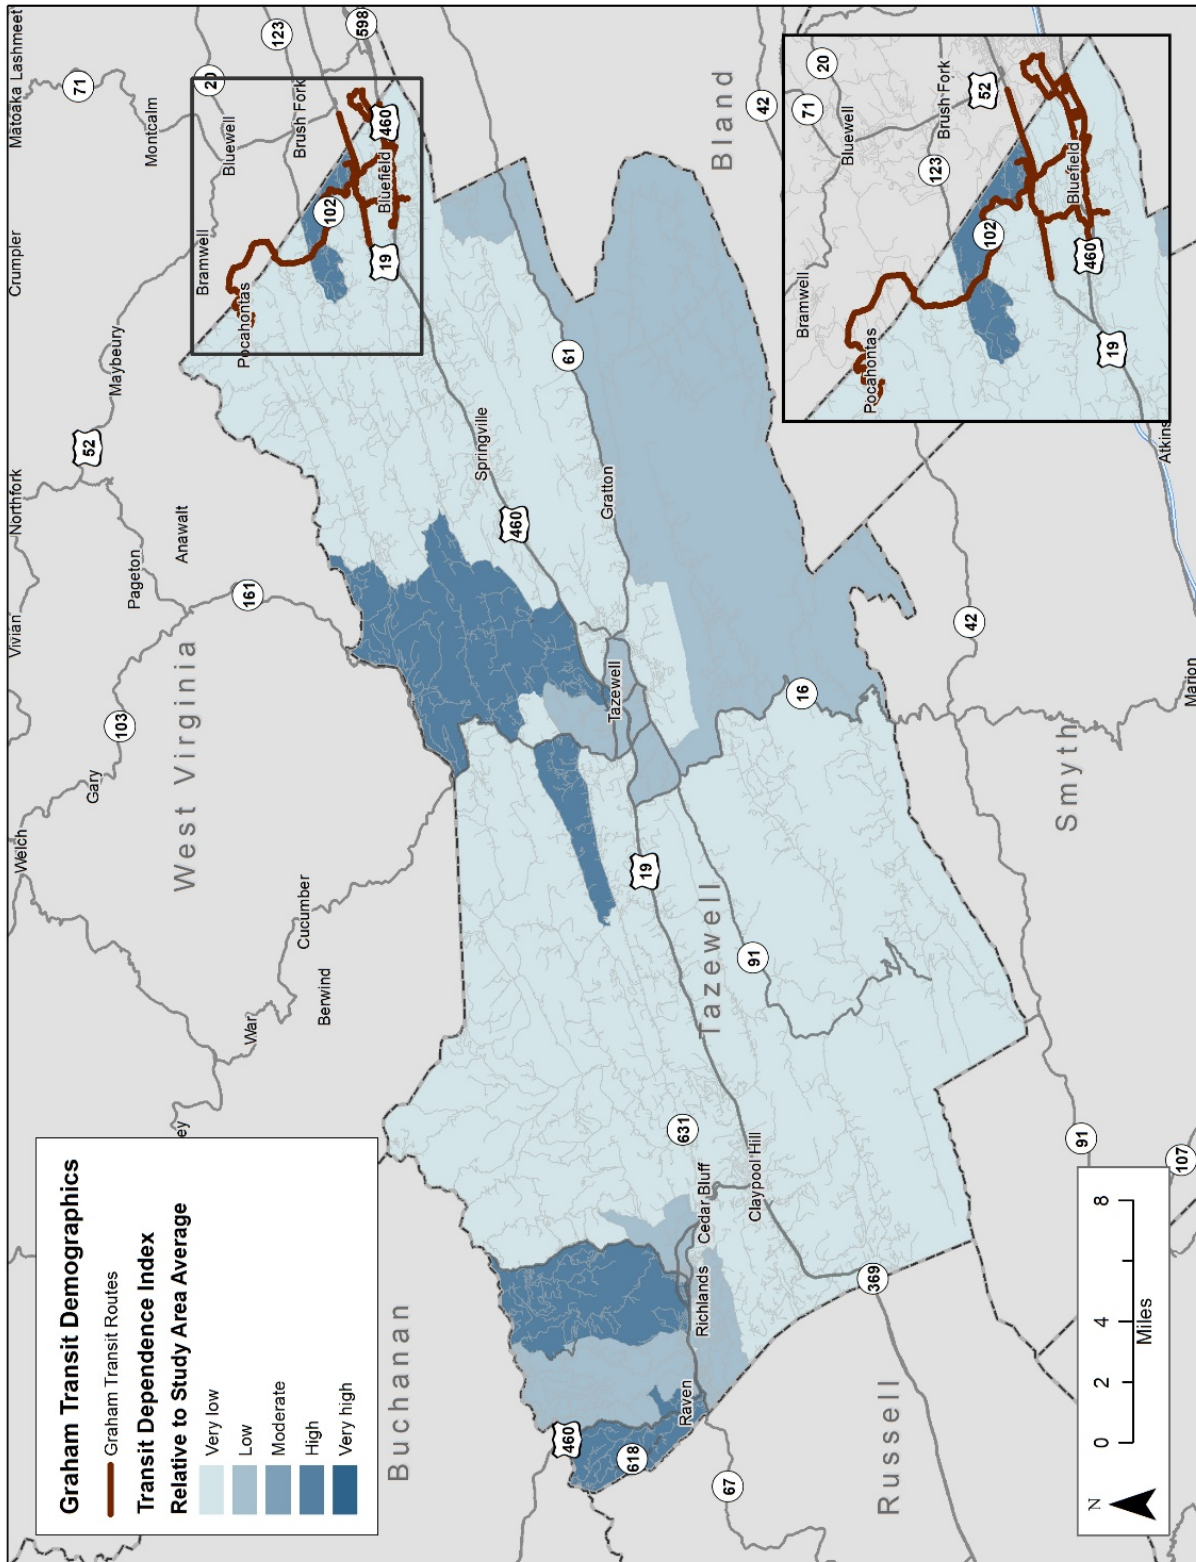 Graham Transit Demographics
Graham Transit Routes
Transit Dependence Index
Relative to Study Area Average
Very low
Low
Moderate
High
Very high
ey
War
Berwind
Cucumber
Welch
Gary
103
West Virginia
Vivian
161
Pageton
Anawalt
Northfork
52
Maybeury
Crumpler
Bramwell
Pocahontas
Matoaka
Lashmeet
71
Montcalm
Bluewell
20
123
Brush Fork
598
102
460
Bluefield
19
Buchanan
460
618
Raven
67
Richlands
Cedar Bluff
631
Claypool Hill
369
Russell
Tazewell
19
91
Tazewell
16
460
Springville
Gratton
61
Bland
42
42
Smyth
Marion
91
107
Atkins
Bramwell
Pocahontas
71
20
Bluewell
123
Brush Fork
52
102
Bluefield
460
19
N
0 2 4 8
Miles